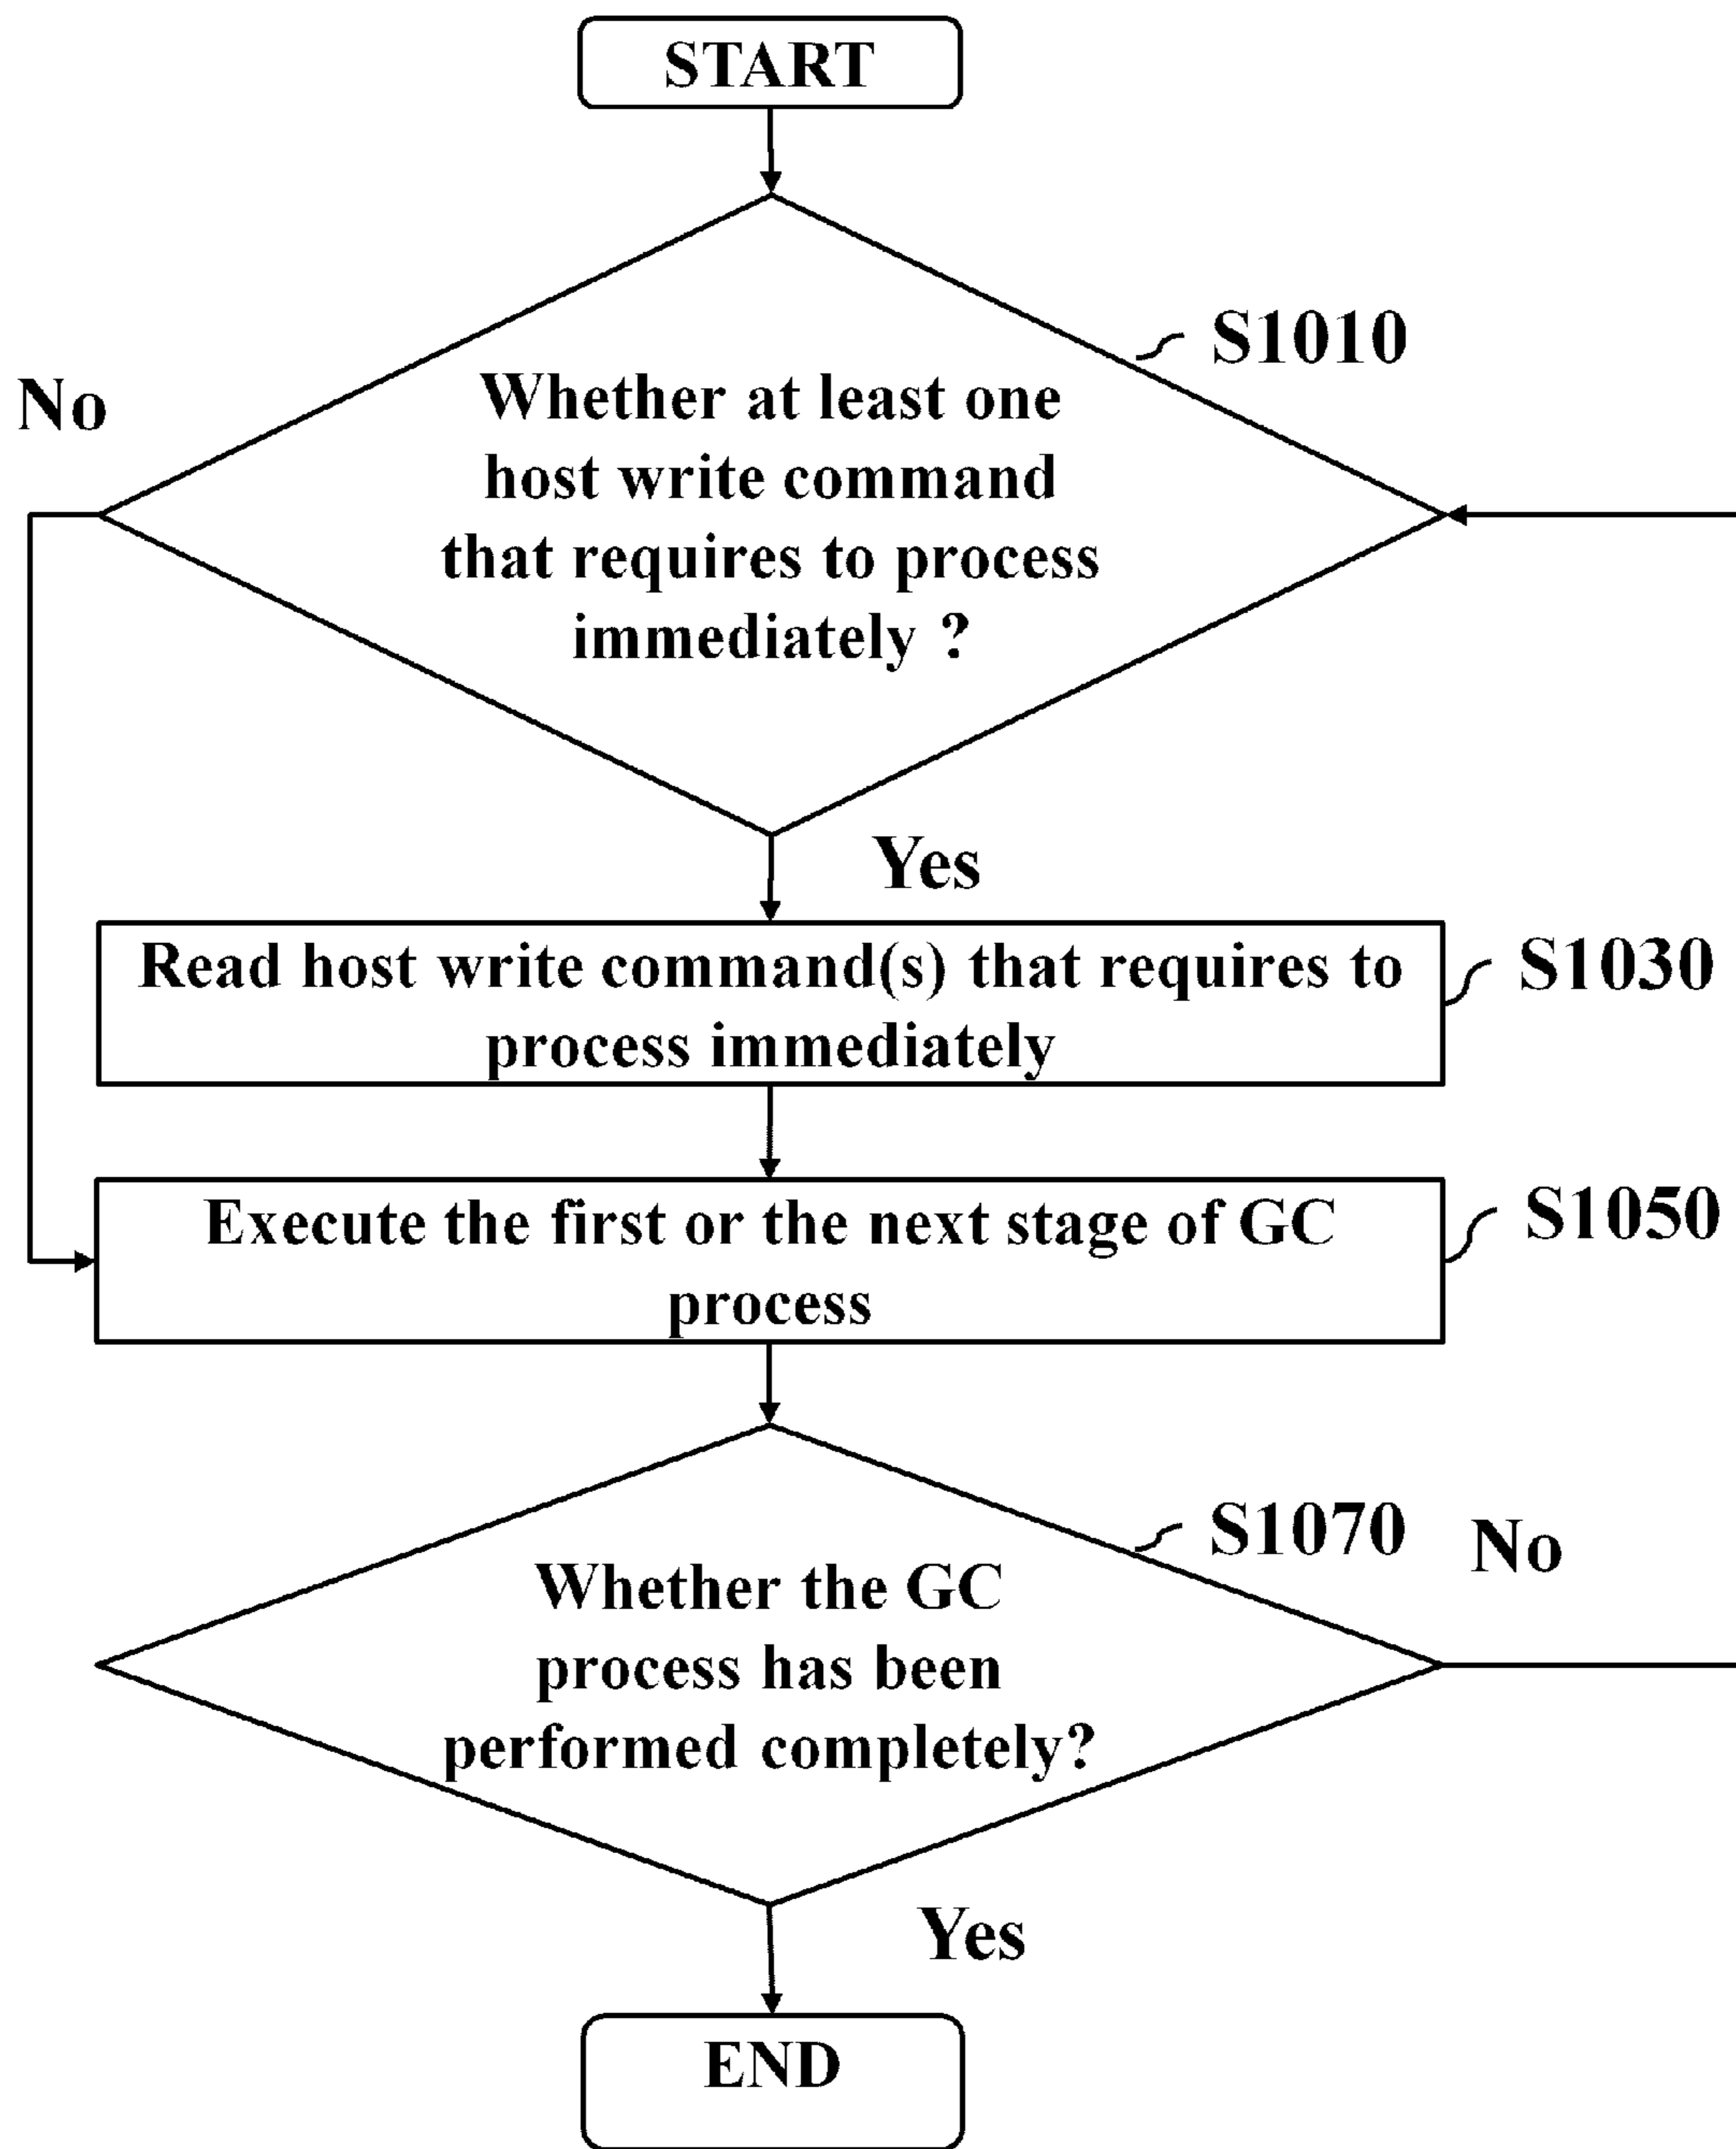 START
S1010
No
Whether at least one
host write command
that requires to process
immediately ?
Yes
Read host write command(s) that requires to
process immediately
S1030
Execute the first or the next stage of GC
process
S1050
S1070
No
Whether the GC
process has been
performed completely?
Yes
END